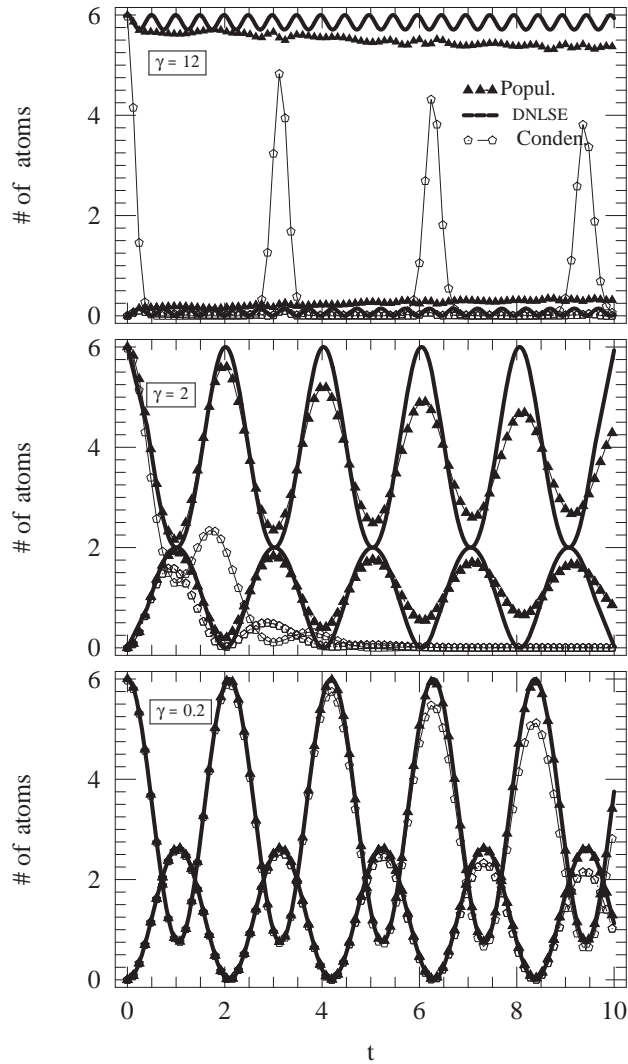 6
γ = 12
Popul.
DNLSE
Conden.
4
# of atoms
2
0
6
γ = 2
4
# of atoms
2
0
6
γ = 0.2
4
# of atoms
2
0
0 2 4 6 8 10
t